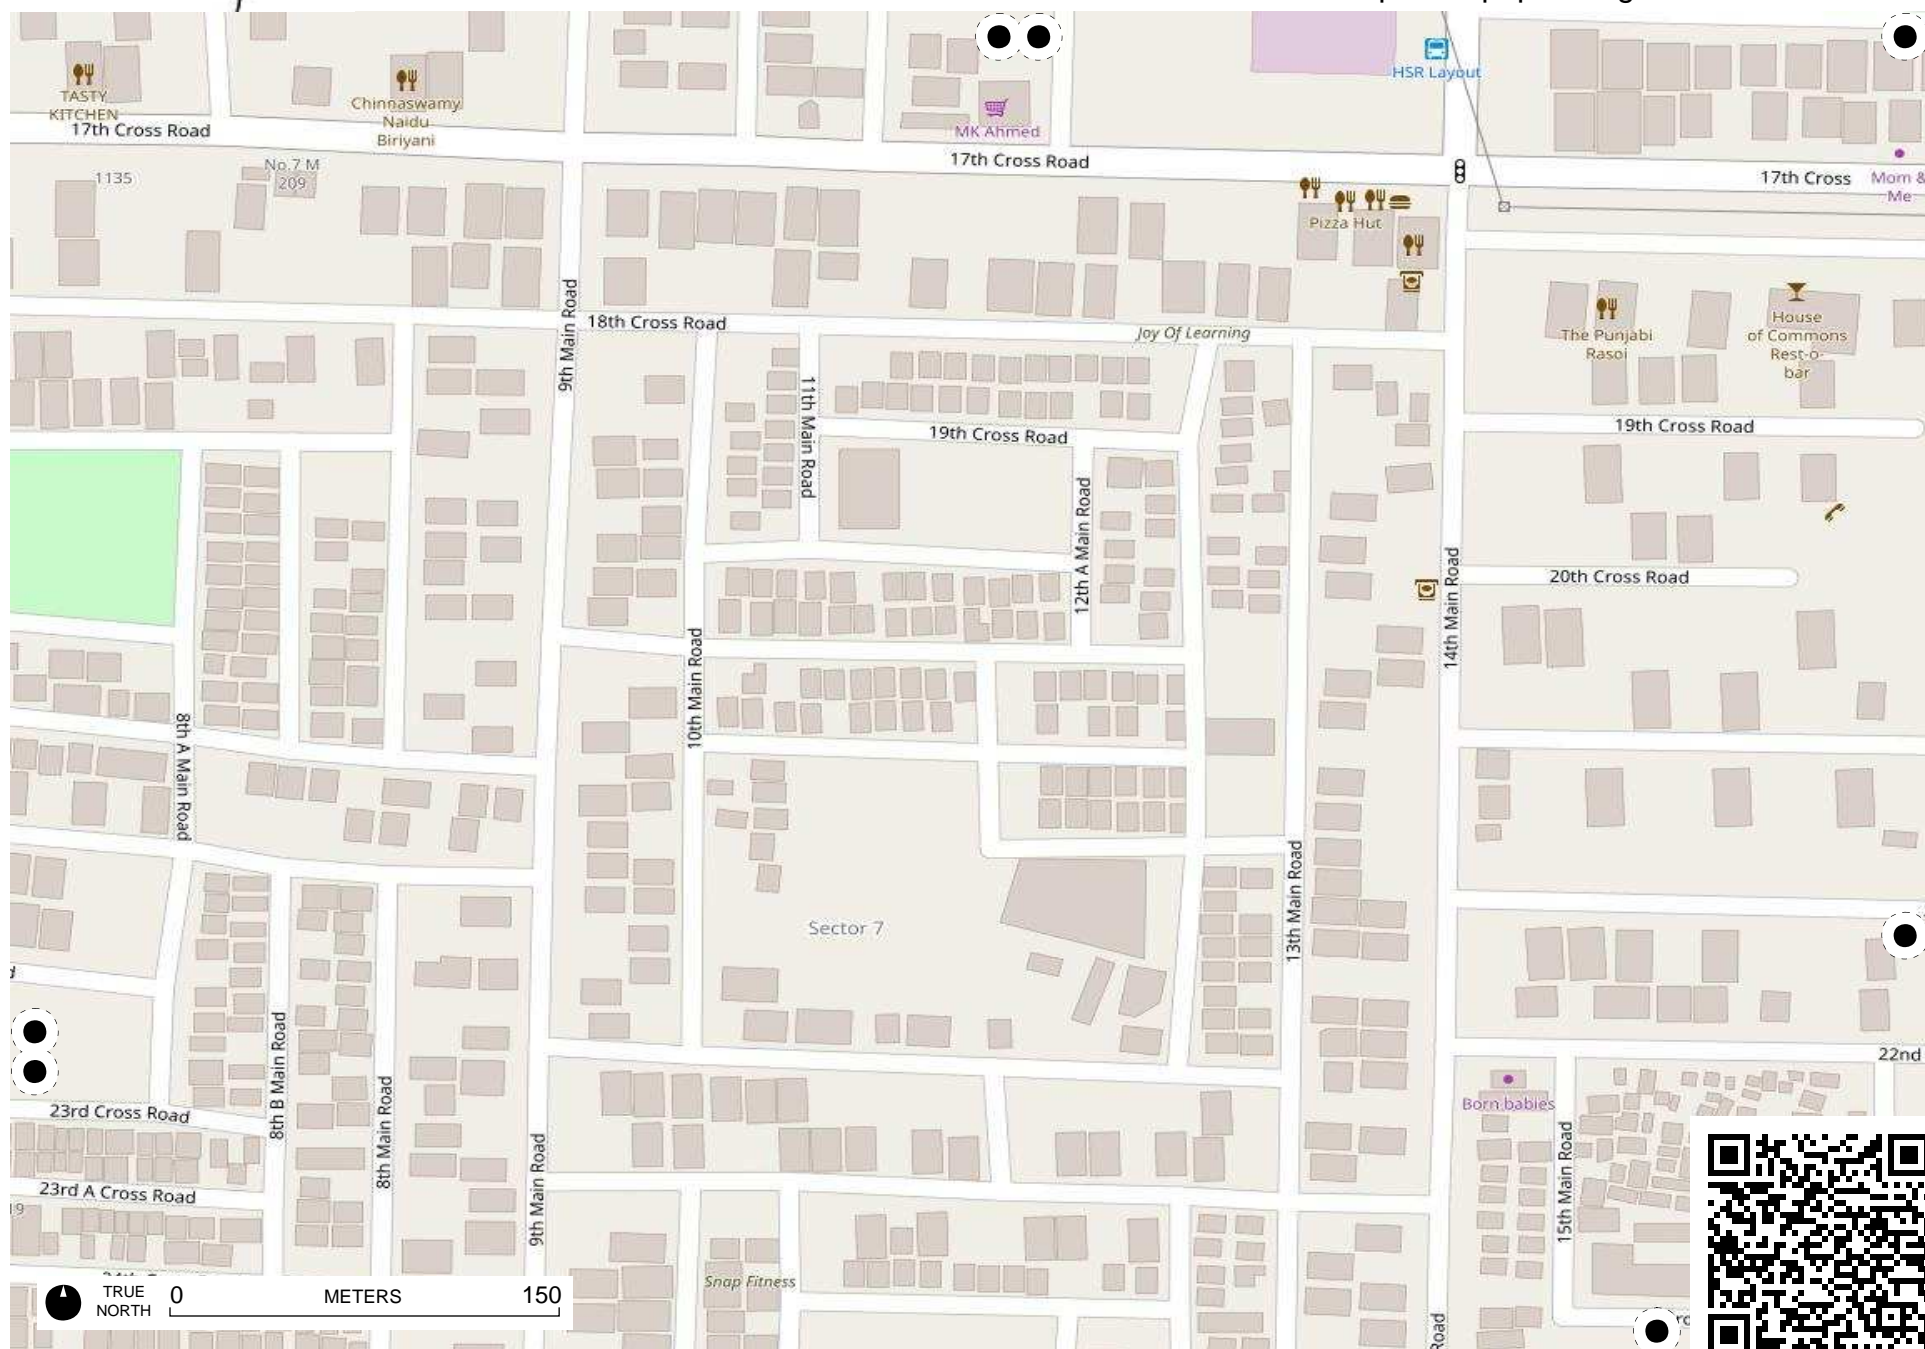 HSR Layout
TASTY
KITCHEN
Chinnaswamy
Naidu
Biriyani
MK Ahmed
17th Cross Road
17th Cross Road
17th Cross
Mom &
Me
No.7 M
209
1135
Pizza Hut
18th Cross Road
Joy Of Learning
The Punjabi
Rasoi
House
of Commons
Rest-o-
bar
9th Main Road
11th Main Road
19th Cross Road
19th Cross Road
12th A Main Road
14th Main Road
20th Cross Road
10th Main Road
8th A Main Road
13th Main Road
Sector 7
22nd
Born babies
8th B Main Road
8th Main Road
23rd Cross Road
9th Main Road
15th Main Road
23rd A Cross Road
Snap Fitness
Road
TRUE
NORTH
0
METERS
150